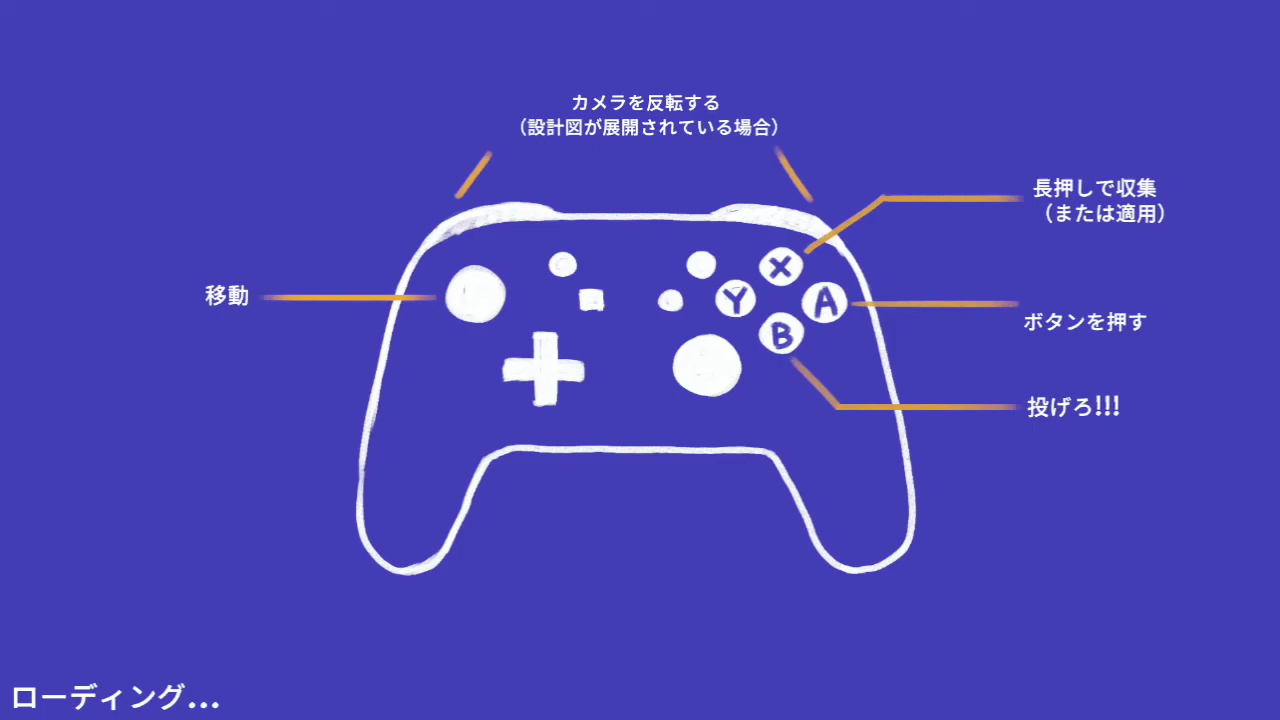 カメラを反転する
（設計図が展開されている場合）
長押しで収集
（または適用）
移動
X
Y
A
B
ボタンを押す
投げろ!!!
ローディング...